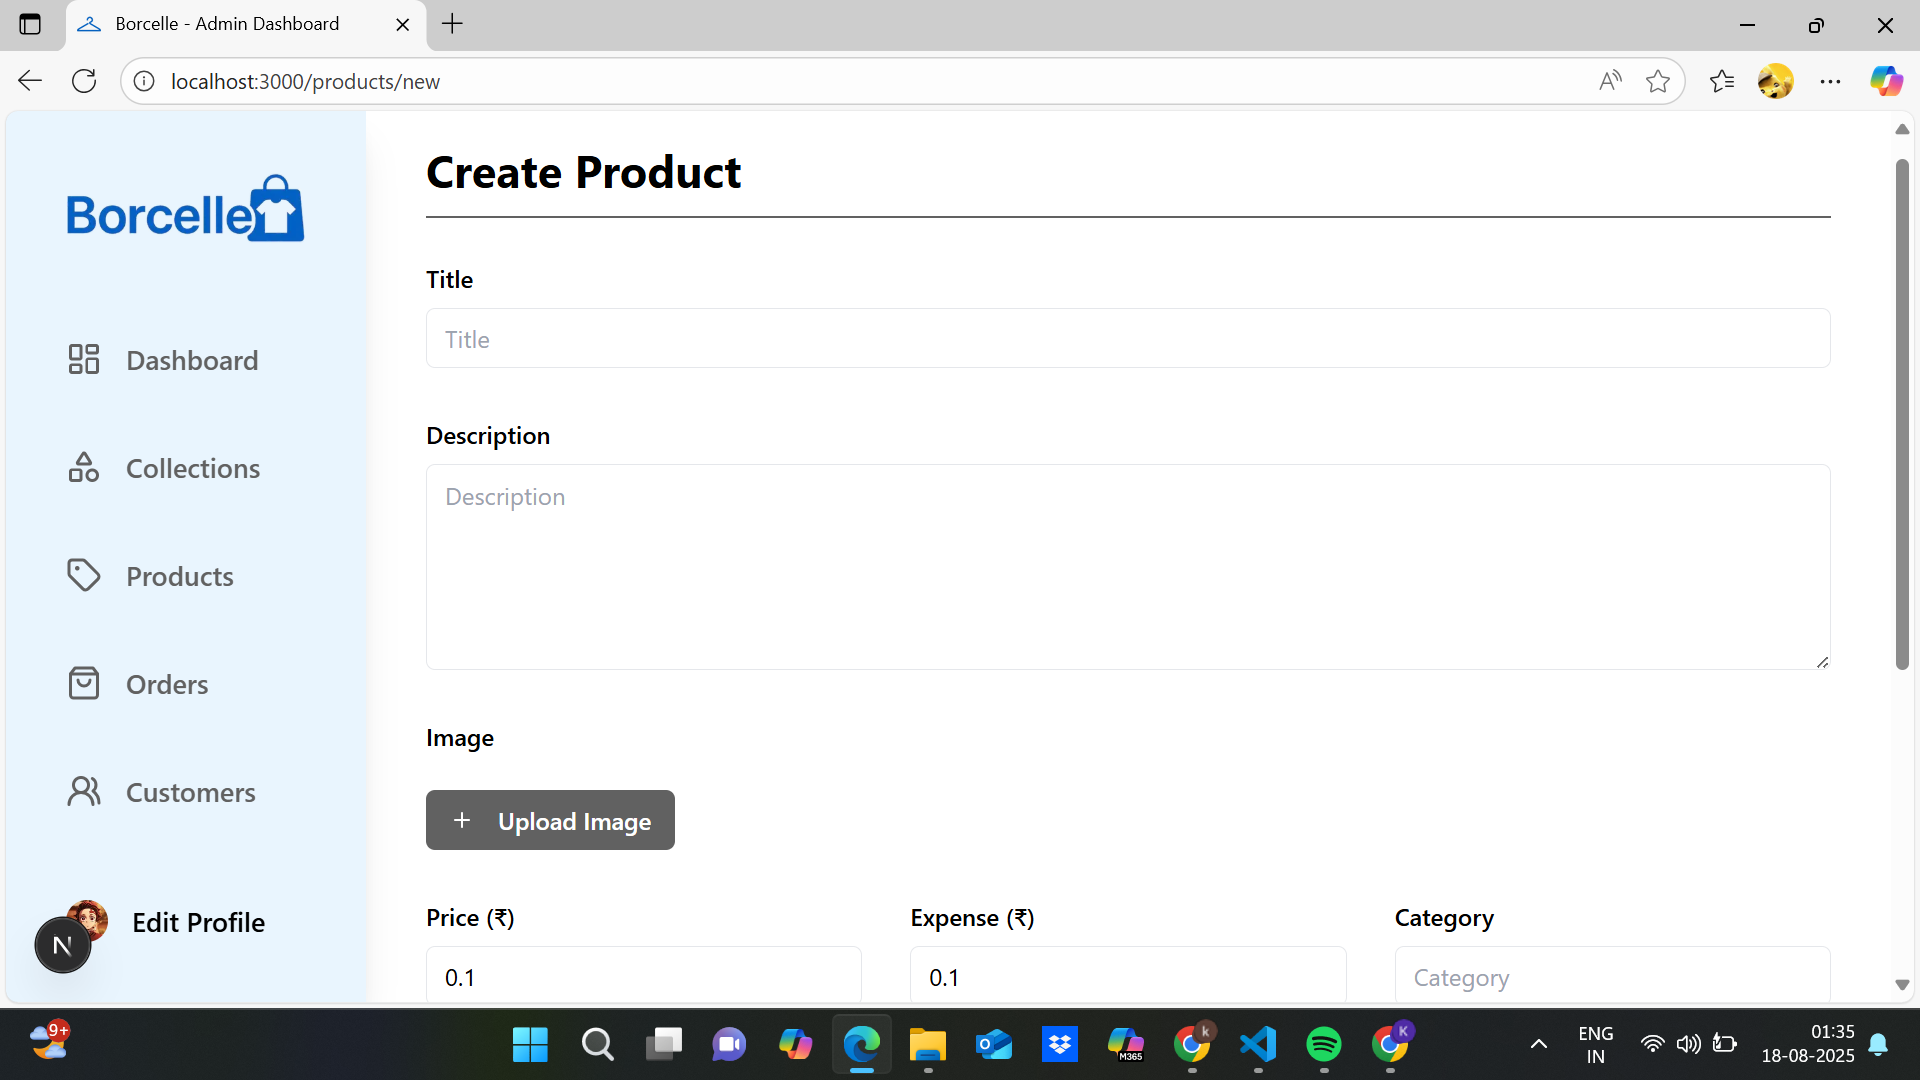 Borcelle - Admin Dashboard
localhost:3000/products/new
Borcelle
Dashboard
Collections
Products
Orders
Customers
Edit Profile
N
Create Product
Title
Title
Description
Description
Image
+ Upload Image
Price (₹)
Expense (₹)
Category
0.1
0.1
Category
9+
M365
k
K
ENG
IN
01:35
18-08-2025